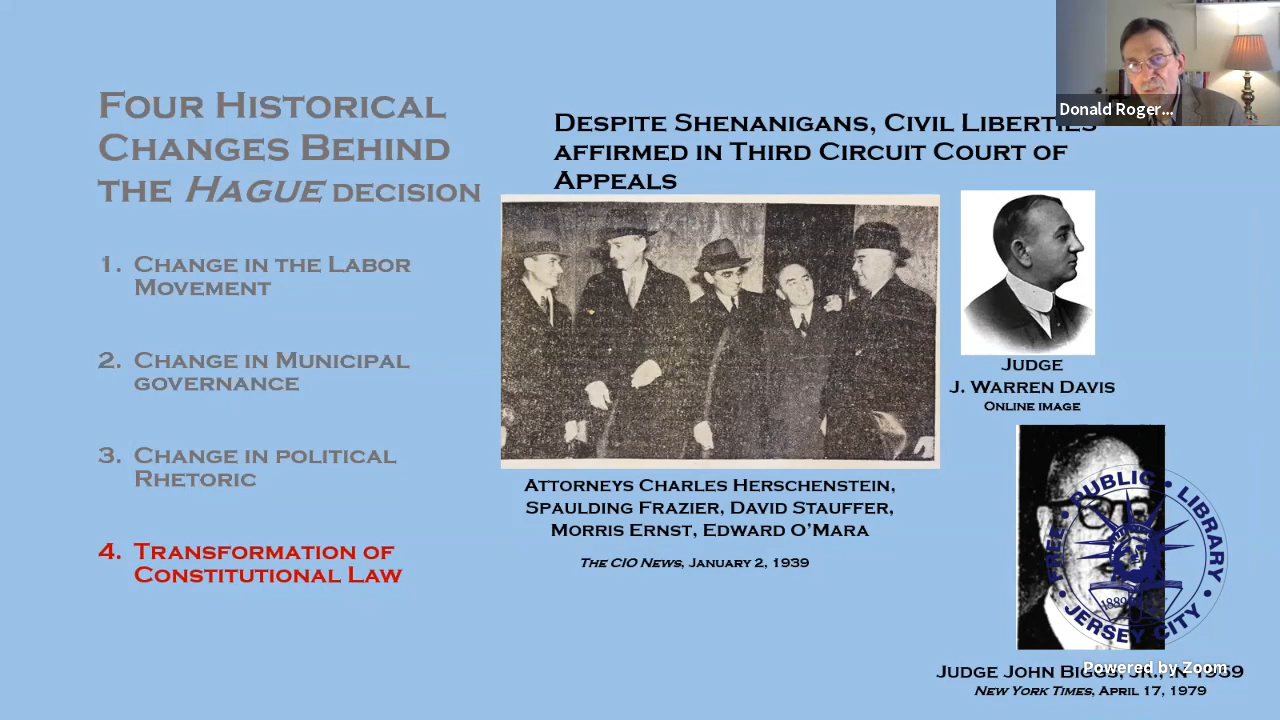 Four Historical
Changes Behind
the Hague decision
1. Change in the Labor
Movement
2. Change in Municipal
governance
3. Change in political
Rhetoric
4. Transformation of
Constitutional Law
Despite Shenanigans, Civil Liberties
affirmed in Third Circuit Court of
Appeals
Donald Roger...
Judge
J. Warren Davis
Online image
Attorneys Charles Herschenstein,
Spaulding Frazier, David Stauffer,
Morris Ernst, Edward O'Mara
The CIO News, January 2, 1939
FREE • PUBLIC • LIBRARY
1889
JERSEY CITY
Judge John Biggs, Jr., in 1959
Powered by Zoom
New York Times, April 17, 1979